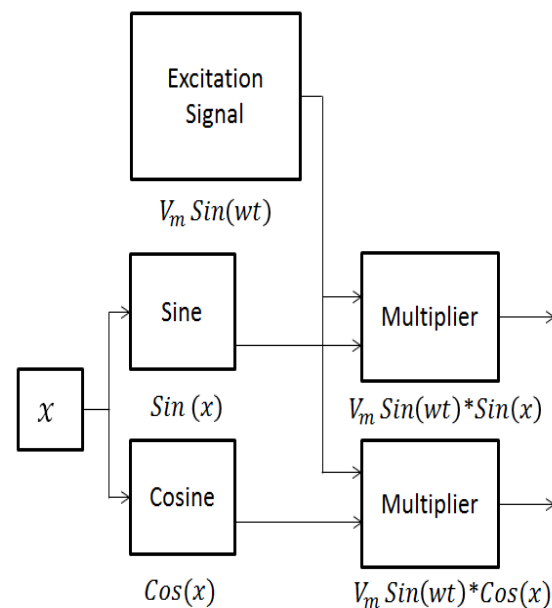 Excitation
Signal
V_m Sin(wt)
Sine
Multiplier
x
Sin (x)
V_m Sin(wt)*Sin(x)
Cosine
Multiplier
Cos(x)
V_m Sin(wt)*Cos(x)